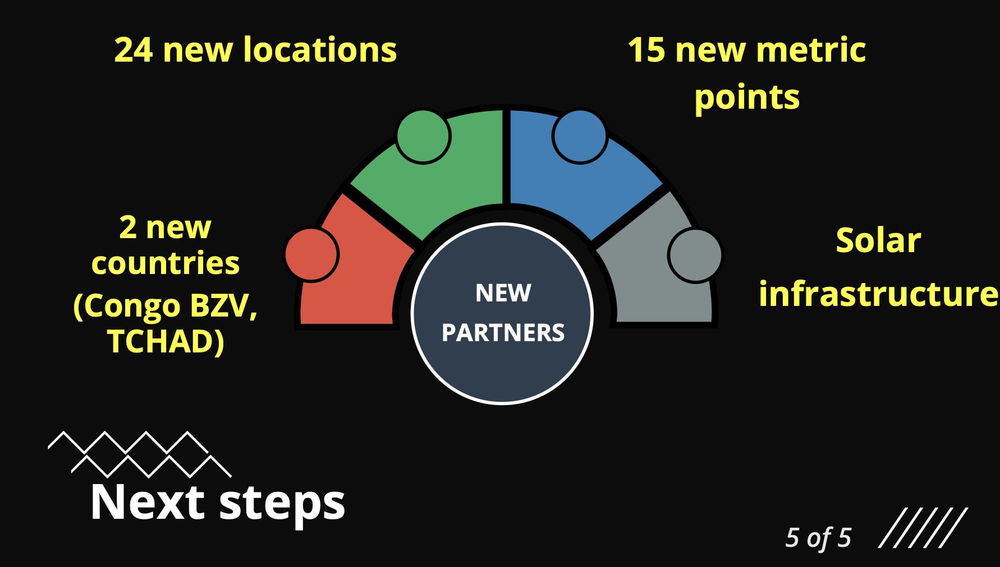 24 new locations
15 new metric
points
2 new
countries
(Congo BZV,
TCHAD)
Solar
infrastructure
NEW
PARTNERS
Next steps
5 of 5